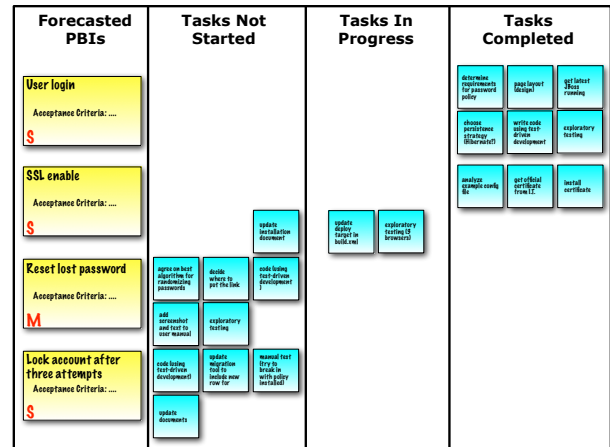 Forecasted
PBIs
Tasks Not
Started
Tasks In
Progress
Tasks
Completed
User login
Acceptance Criteria: ....
S
determine
requirements
for password
policy
page layout
(design)
get latest
JBoss
running
choose
persistence
strategy
(Hibernate?)
write code
using test-
driven
development
exploratory
testing
SSL enable
Acceptance Criteria: ....
S
update
installation
document
update
deploy
target in
build.xml
exploratory
testing (3
browsers)
analyze
example config
file
get official
certificate
from I.T.
install
certificate
Reset lost password
Acceptance Criteria: ....
M
agree on best
algorithm for
randomizing
passwords
decide
where to
put the link
code (using
test-driven
development
)
add
screenshot
and text to
user manual
exploratory
testing
Lock account after
three attempts
Acceptance Criteria: ....
S
code (using
test-driven
development)
update
migration
tool to
include new
row for
manual test
(try to
break in
with policy
installed)
update
documents